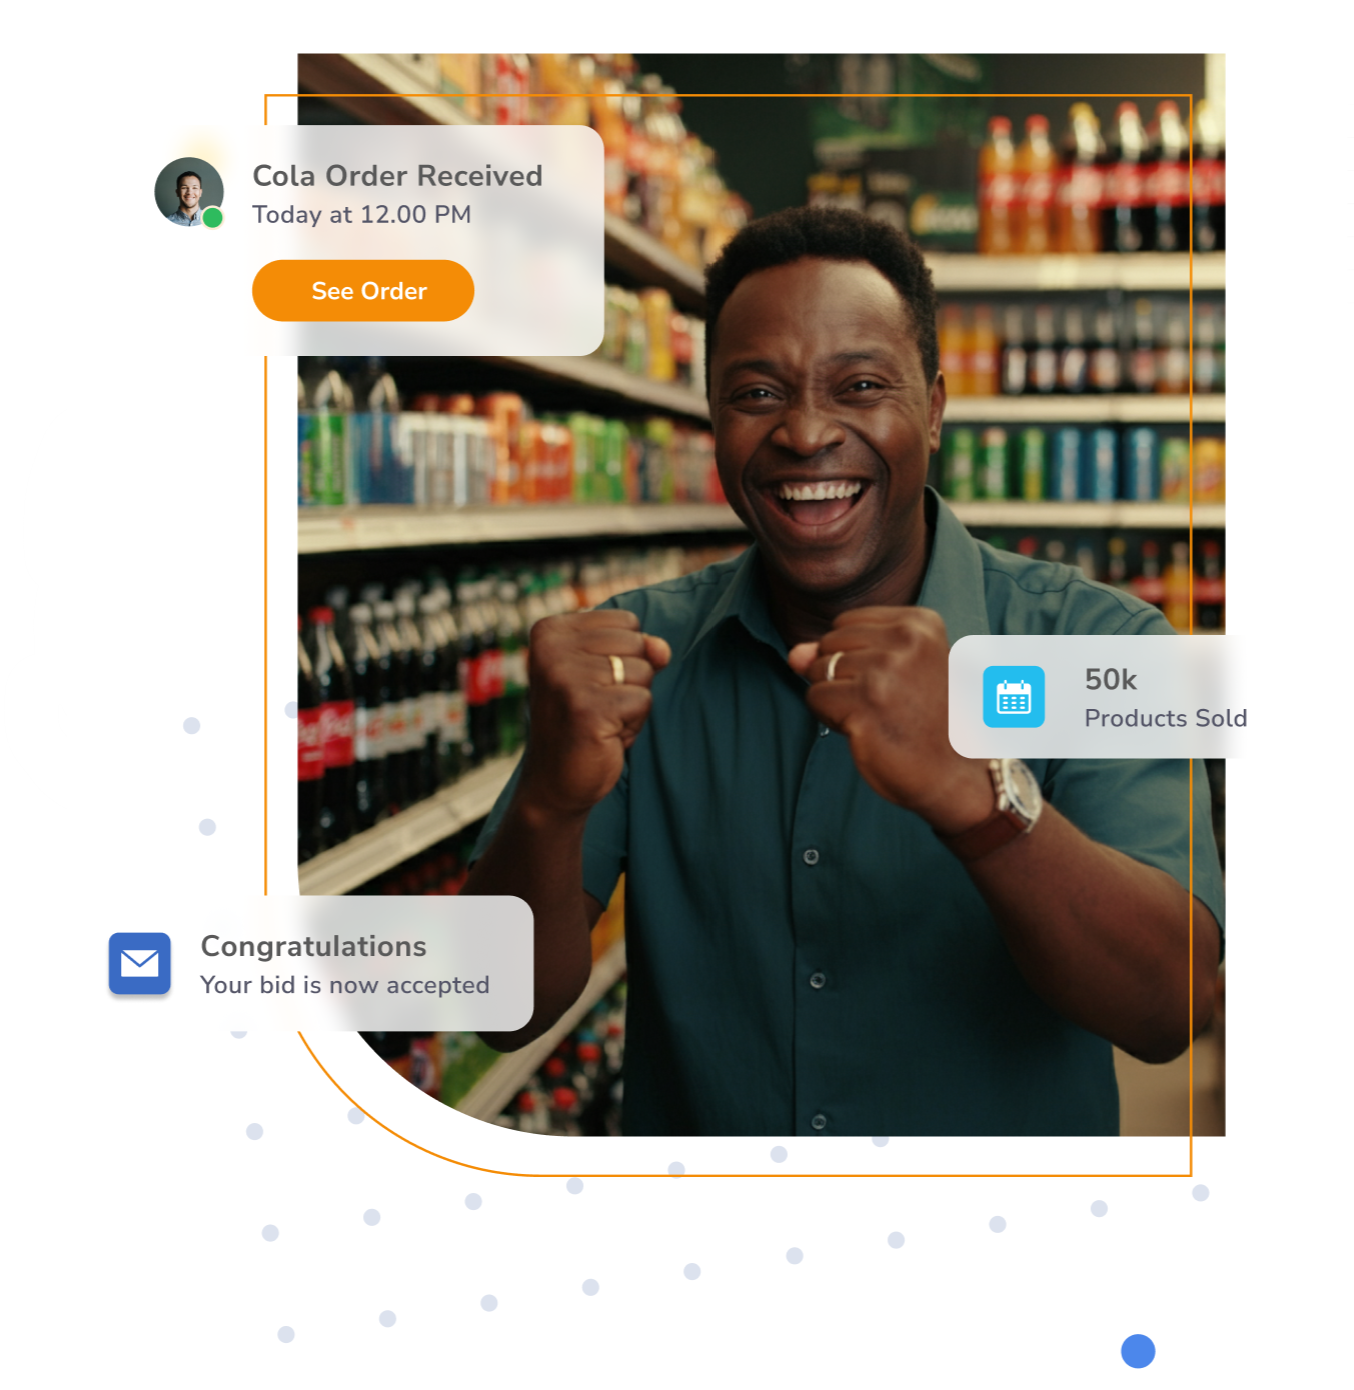 Cola Order Received
Today at 12.00 PM
See Order
50k
Products Sold
Congratulations
Your bid is now accepted